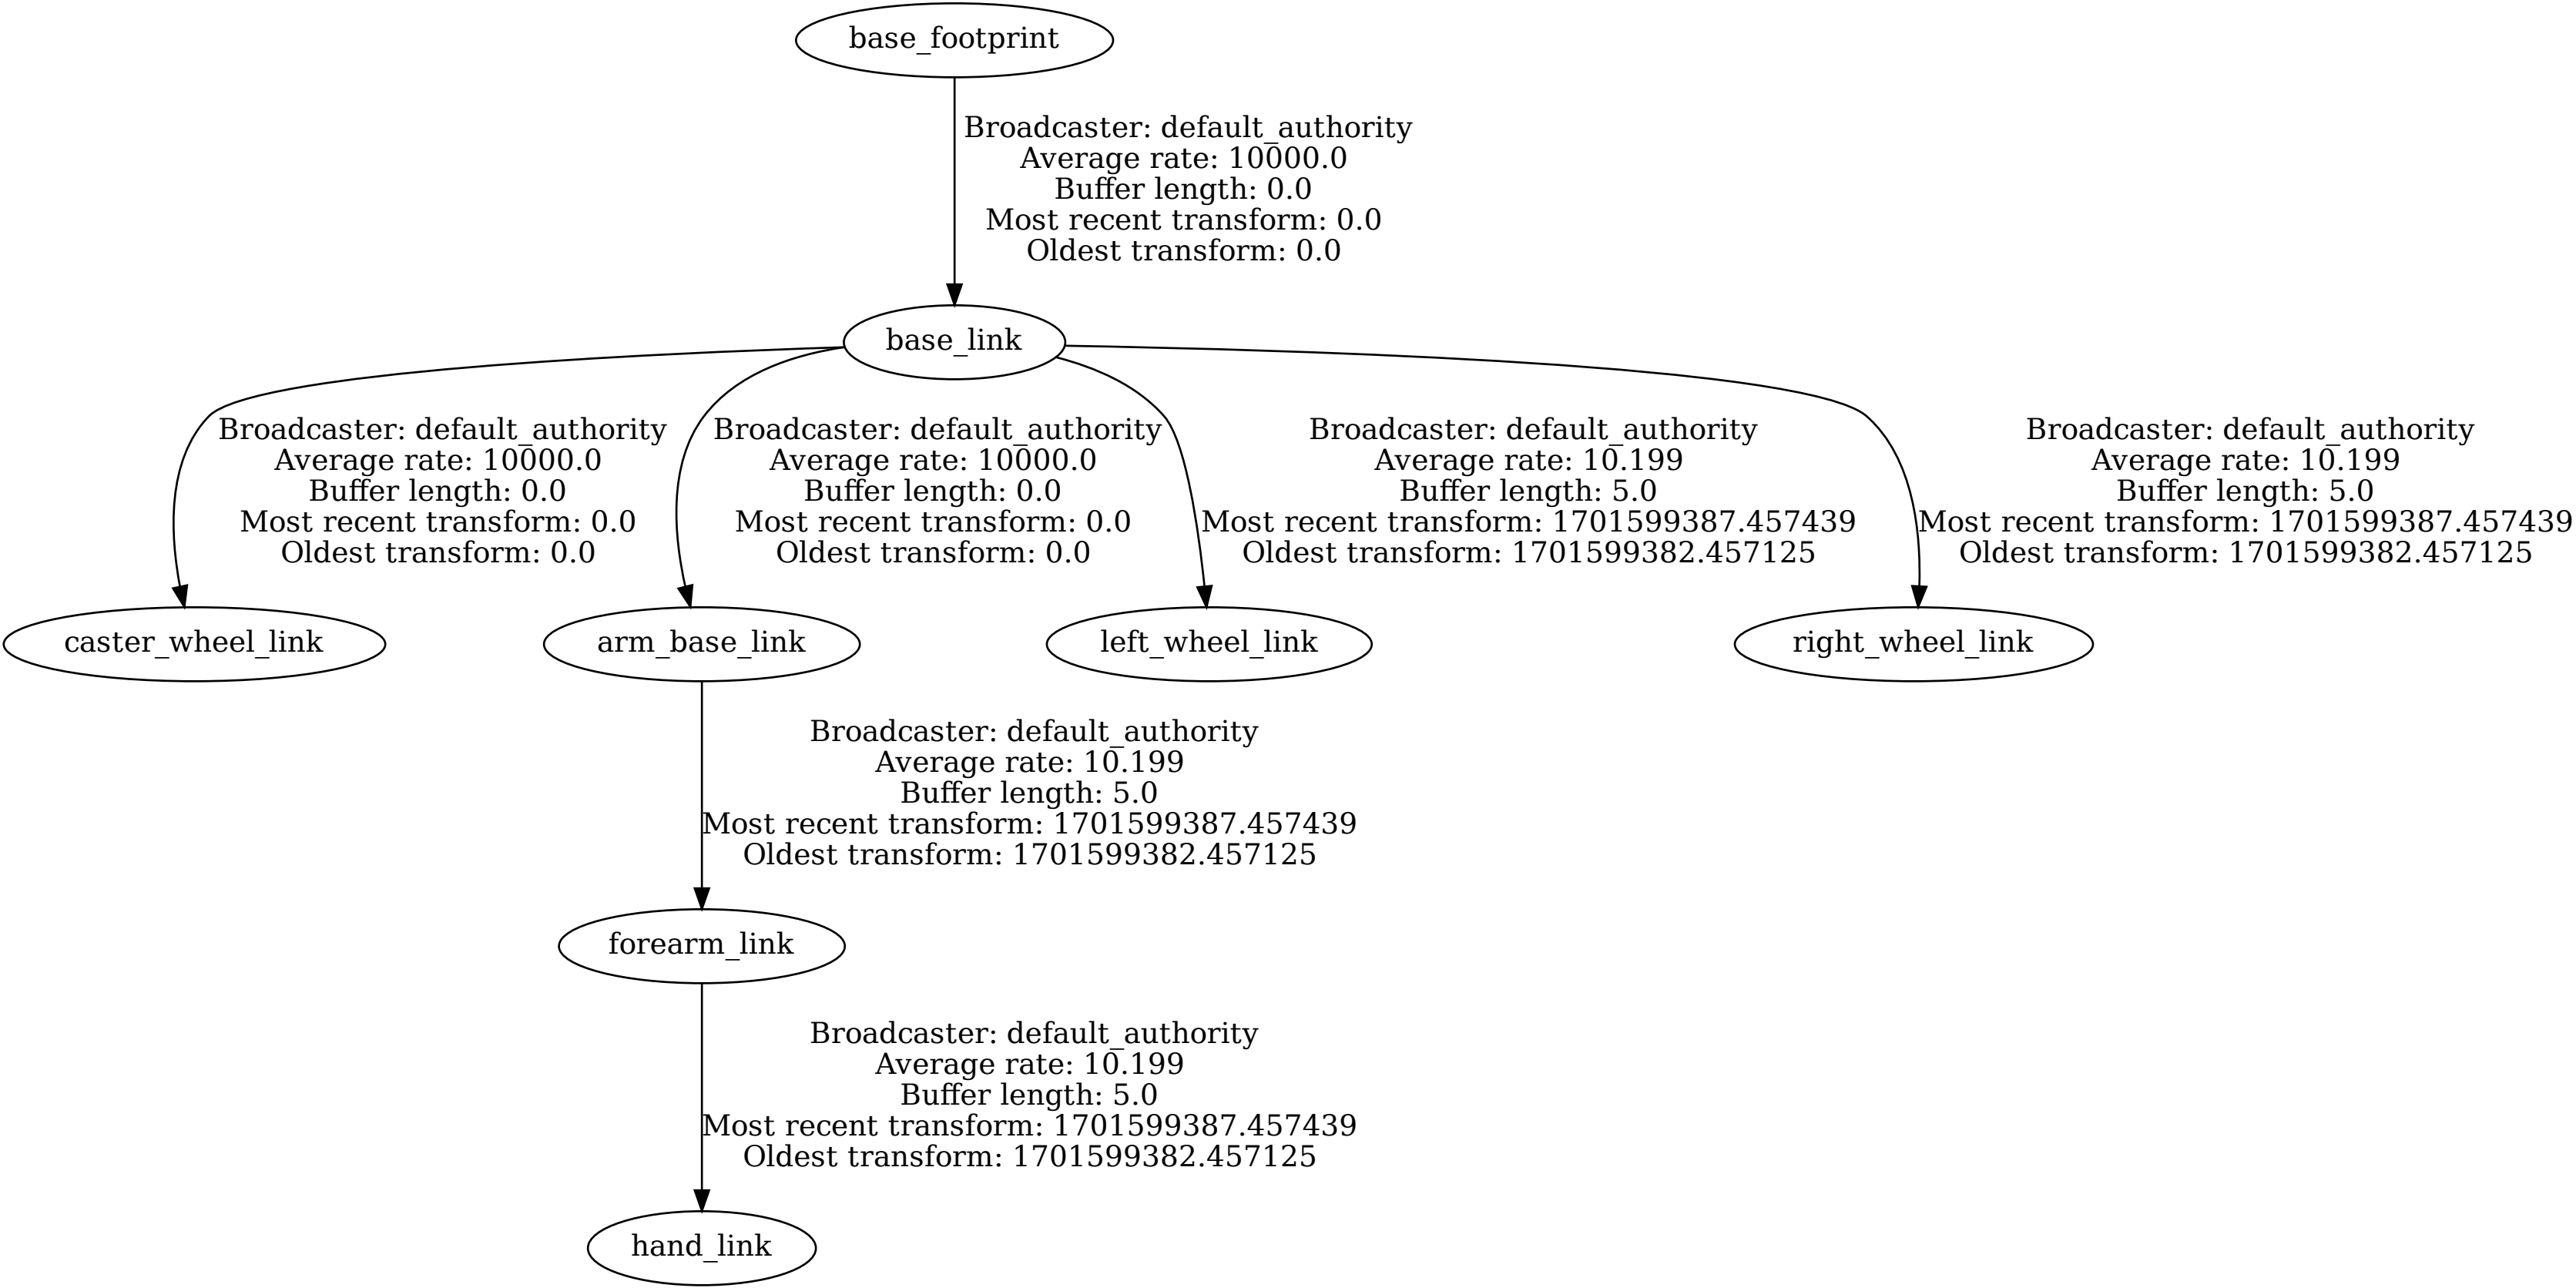 base_footprint
Broadcaster: default_authority
Average rate: 10000.0
Buffer length: 0.0
Most recent transform: 0.0
Oldest transform: 0.0
base_link
Broadcaster: default_authority
Average rate: 10000.0
Buffer length: 0.0
Most recent transform: 0.0
Oldest transform: 0.0
Broadcaster: default_authority
Average rate: 10000.0
Buffer length: 0.0
Most recent transform: 0.0
Oldest transform: 0.0
Broadcaster: default_authority
Average rate: 10.199
Buffer length: 5.0
Most recent transform: 1701599387.457439
Oldest transform: 1701599382.457125
Broadcaster: default_authority
Average rate: 10.199
Buffer length: 5.0
Most recent transform: 1701599387.457439
Oldest transform: 1701599382.457125
caster_wheel_link
arm_base_link
left_wheel_link
right_wheel_link
Broadcaster: default_authority
Average rate: 10.199
Buffer length: 5.0
Most recent transform: 1701599387.457439
Oldest transform: 1701599382.457125
forearm_link
Broadcaster: default_authority
Average rate: 10.199
Buffer length: 5.0
Most recent transform: 1701599387.457439
Oldest transform: 1701599382.457125
hand_link